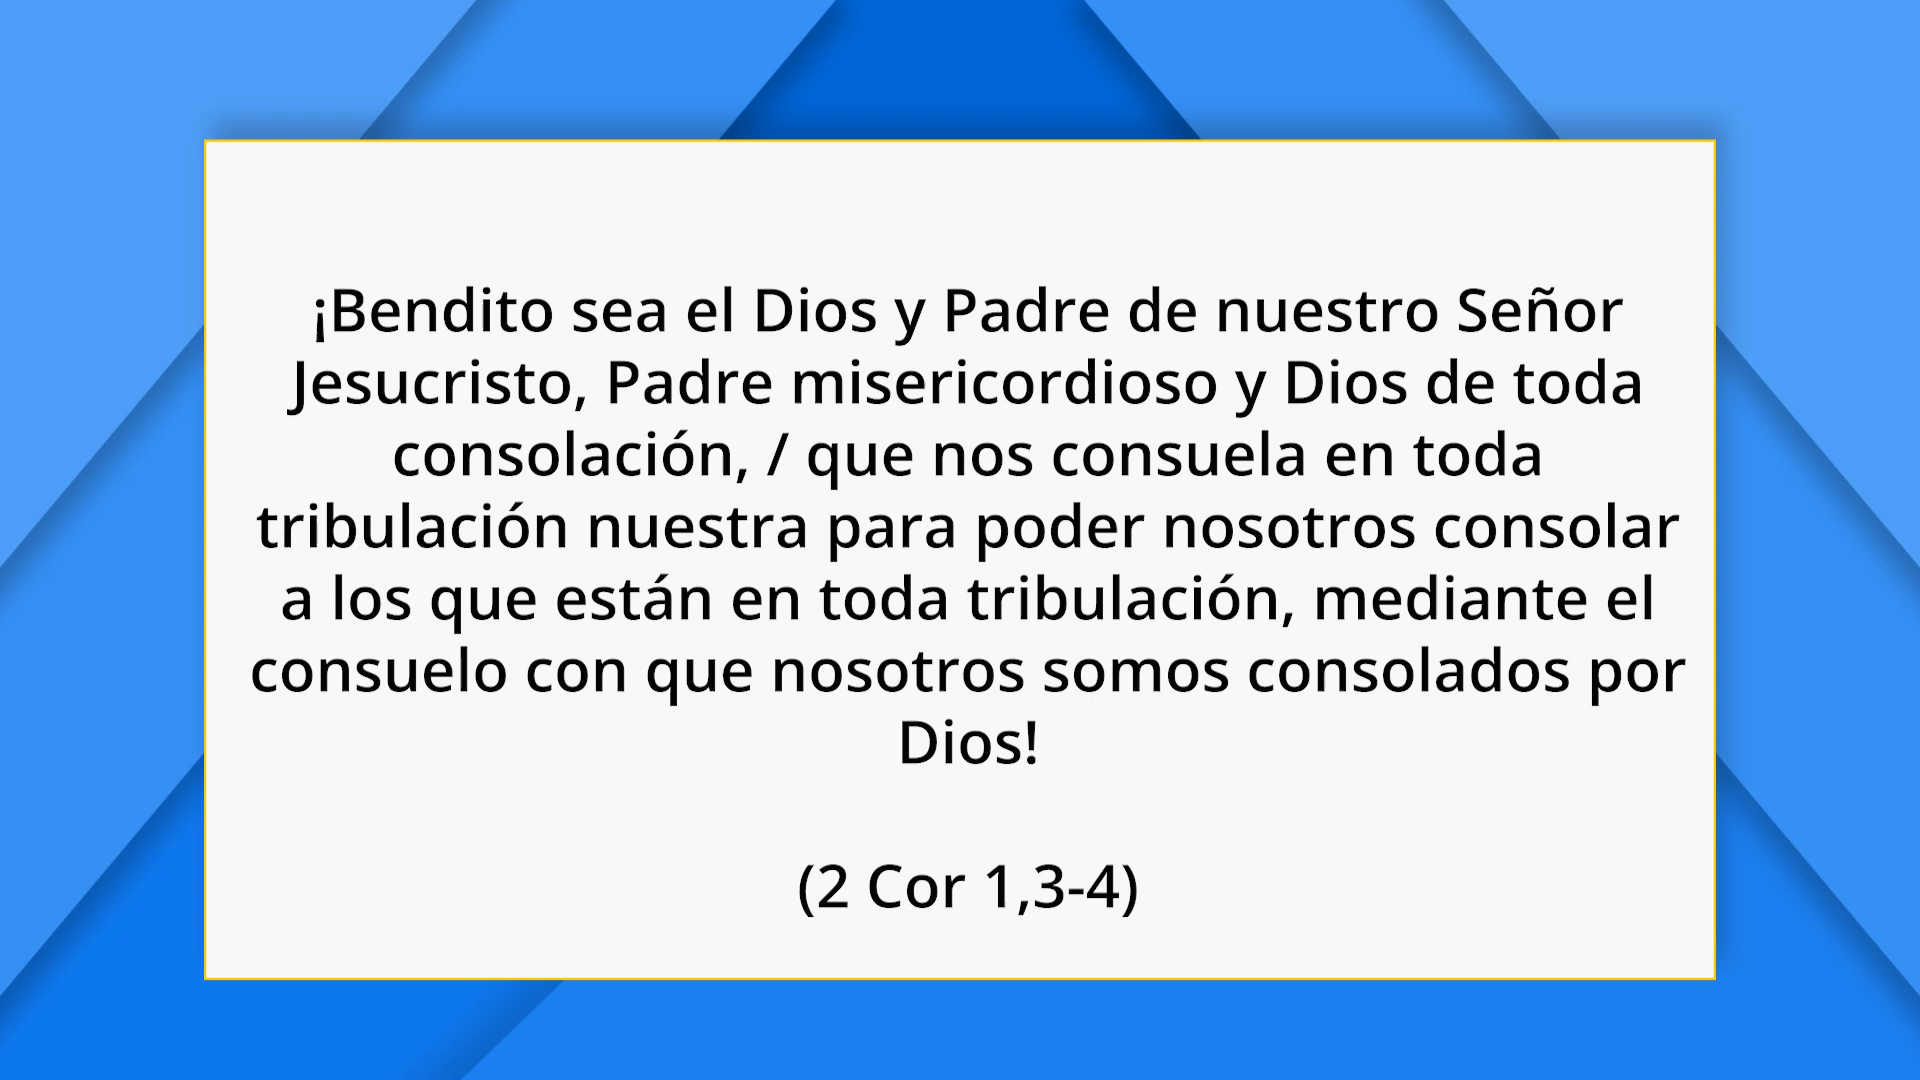 ¡Bendito sea el Dios y Padre de nuestro Señor
Jesucristo, Padre misericordioso y Dios de toda
consolación, / que nos consuela en toda
tribulación nuestra para poder nosotros consolar
a los que están en toda tribulación, mediante el
consuelo con que nosotros somos consolados por
Dios!
(2 Cor 1,3-4)